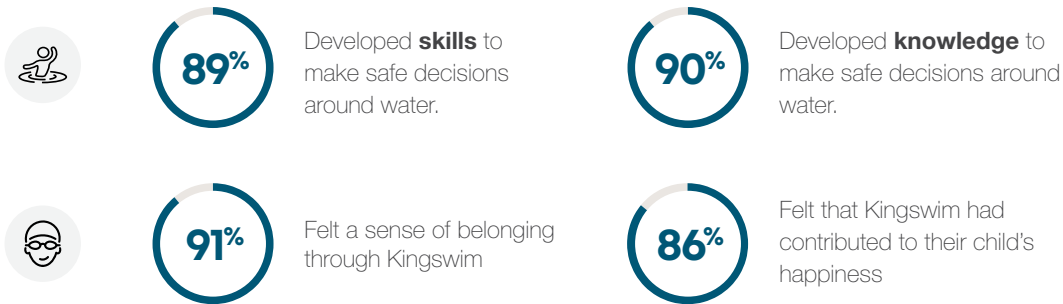 89%
Developed skills to
make safe decisions
around water.
90%
Developed knowledge to
make safe decisions around
water.
91%
Felt a sense of belonging
through Kingswim
86%
Felt that Kingswim had
contributed to their child’s
happiness